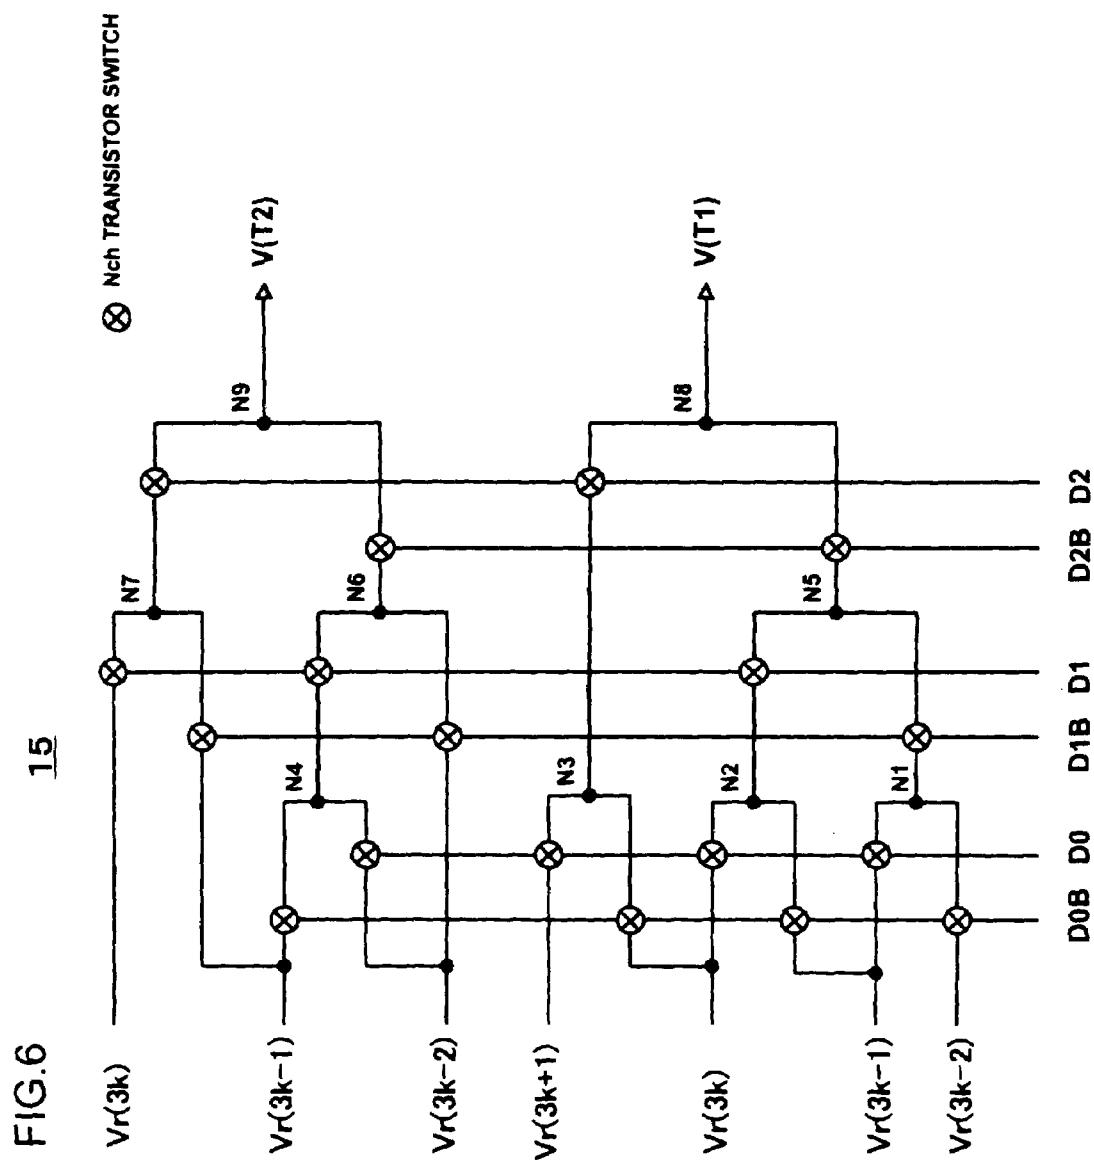 FIG.6
15
Nch TRANSISTOR SWITCH
Vr(3k)
Vr(3k-1)
Vr(3k-2)
Vr(3k+1)
Vr(3k)
Vr(3k-1)
Vr(3k-2)
N7
N9
V(T2)
N6
N4
N3
N8
V(T1)
N2
N5
N1
D0B
D0
D1B
D1
D2B
D2